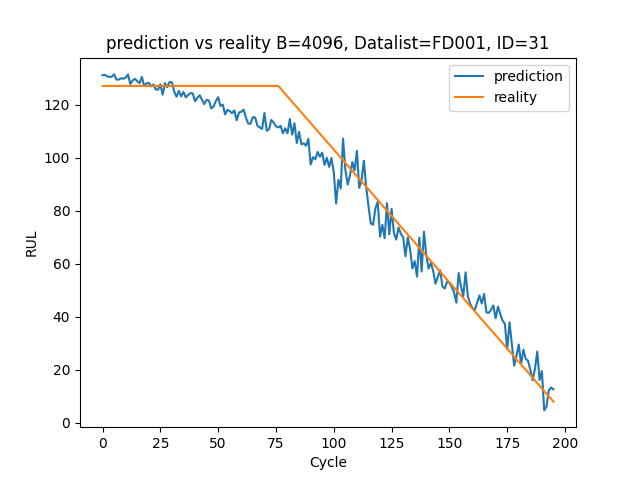 prediction vs reality B=4096, Datalist=FD001, ID=31
prediction
reality
RUL
120
100
80
60
40
20
0
0 25 50 75 100 125 150 175 200
Cycle